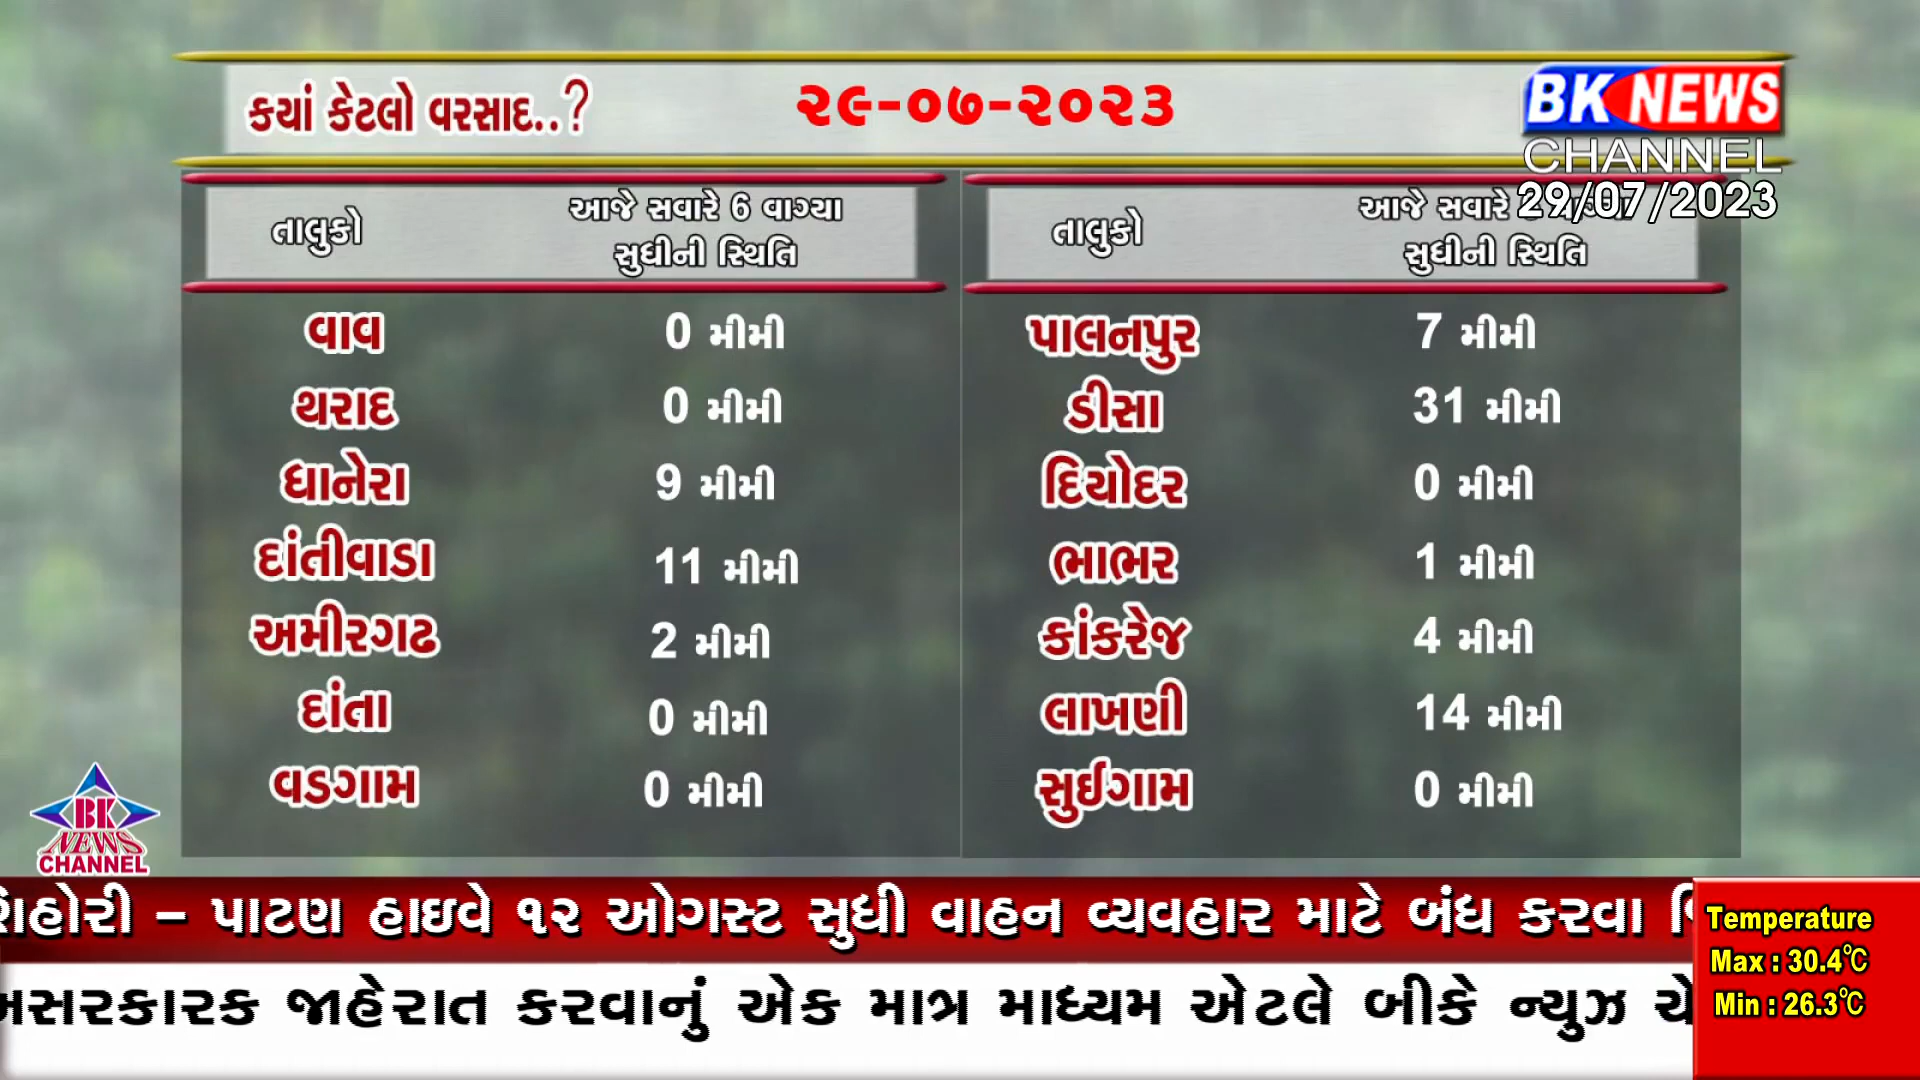 ક્યાં કેટલો વરસાદ..?
૨૯-૦૭-૨૦૨૩
BK NEWS
CHANNEL
29/07/2023
તાલુકો
આજે સવારે 6 વાગ્યા
સુધીની સ્થિતિ
વાવ 0 મીમી
થરાદ 0 મીમી
ધાનેરા 9 મીમી
દાંતીવાડા 11 મીમી
અમીરગઢ 2 મીમી
દાંતા 0 મીમી
વડગામ 0 મીમી
તાલુકો
આજે સવારે
સુધીની સ્થિતિ
પાલનપુર 7 મીમી
ડીસા 31 મીમી
દિયોદર 0 મીમી
ભાભર 1 મીમી
કાંકરેજ 4 મીમી
લાખણી 14 મીમી
સુઈગામ 0 મીમી
BK
NEWS
CHANNEL
શિહોરી – પાટણ હાઇવે ૧૨ ઓગસ્ટ સુધી વાહન વ્યવહાર માટે બંધ કરવા
અસરકારક જાહેરાત કરવાનું એક માત્ર માધ્યમ એટલે બીકે ન્યુઝ
Temperature
Max : 30.4℃
Min : 26.3℃